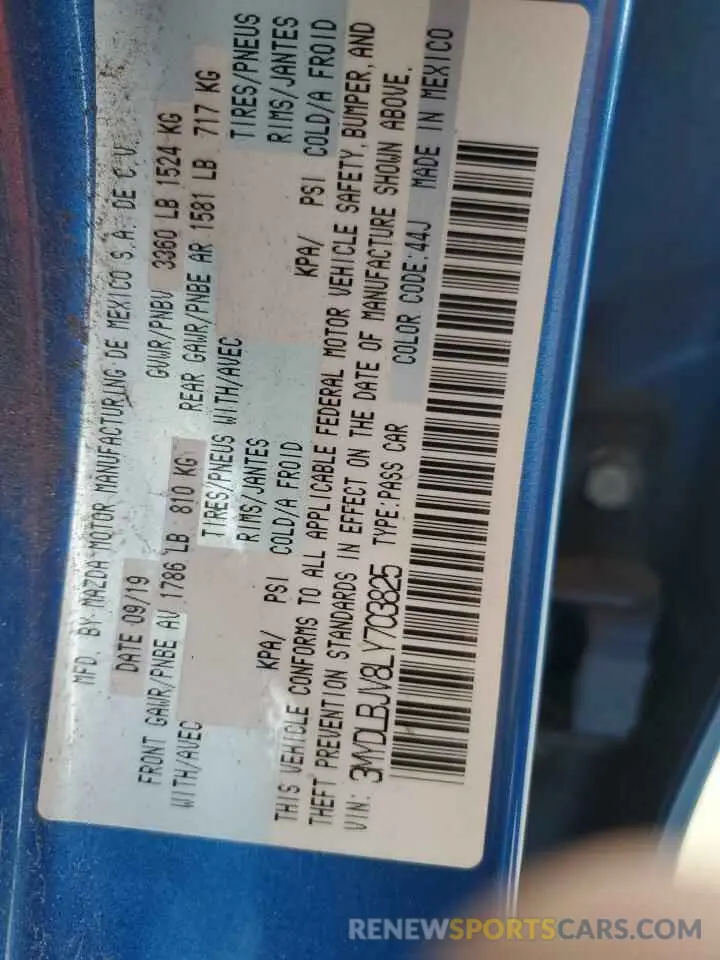 MFD. BY MAZDA MOTOR MANUFACTURING DE MEXICO S.A. DE C.V.
DATE 09/19 GVWR/PNBV 3360 LB 1524 KG
FRONT GAWR/PNBE AV 1786 LB 810 KG REAR GAWR/PNBE AR 1581 LB 717 KG
WITH/AVEC TIRES/PNEUS WITH/AVEC TIRES/PNEUS
RIMS/JANTES RIMS/JANTES
KPA/ PSI COLD/A FROID KPA/ PSI COLD/A FROID
THIS VEHICLE CONFORMS TO ALL APPLICABLE FEDERAL MOTOR VEHICLE SAFETY, BUMPER, AND
THEFT PREVENTION STANDARDS IN EFFECT ON THE DATE OF MANUFACTURE SHOWN ABOVE.
VIN: 3MYDLBJV8LY703825 TYPE: PASS CAR COLOR CODE: 44J MADE IN MEXICO
RENEWSPORTSCARS.COM